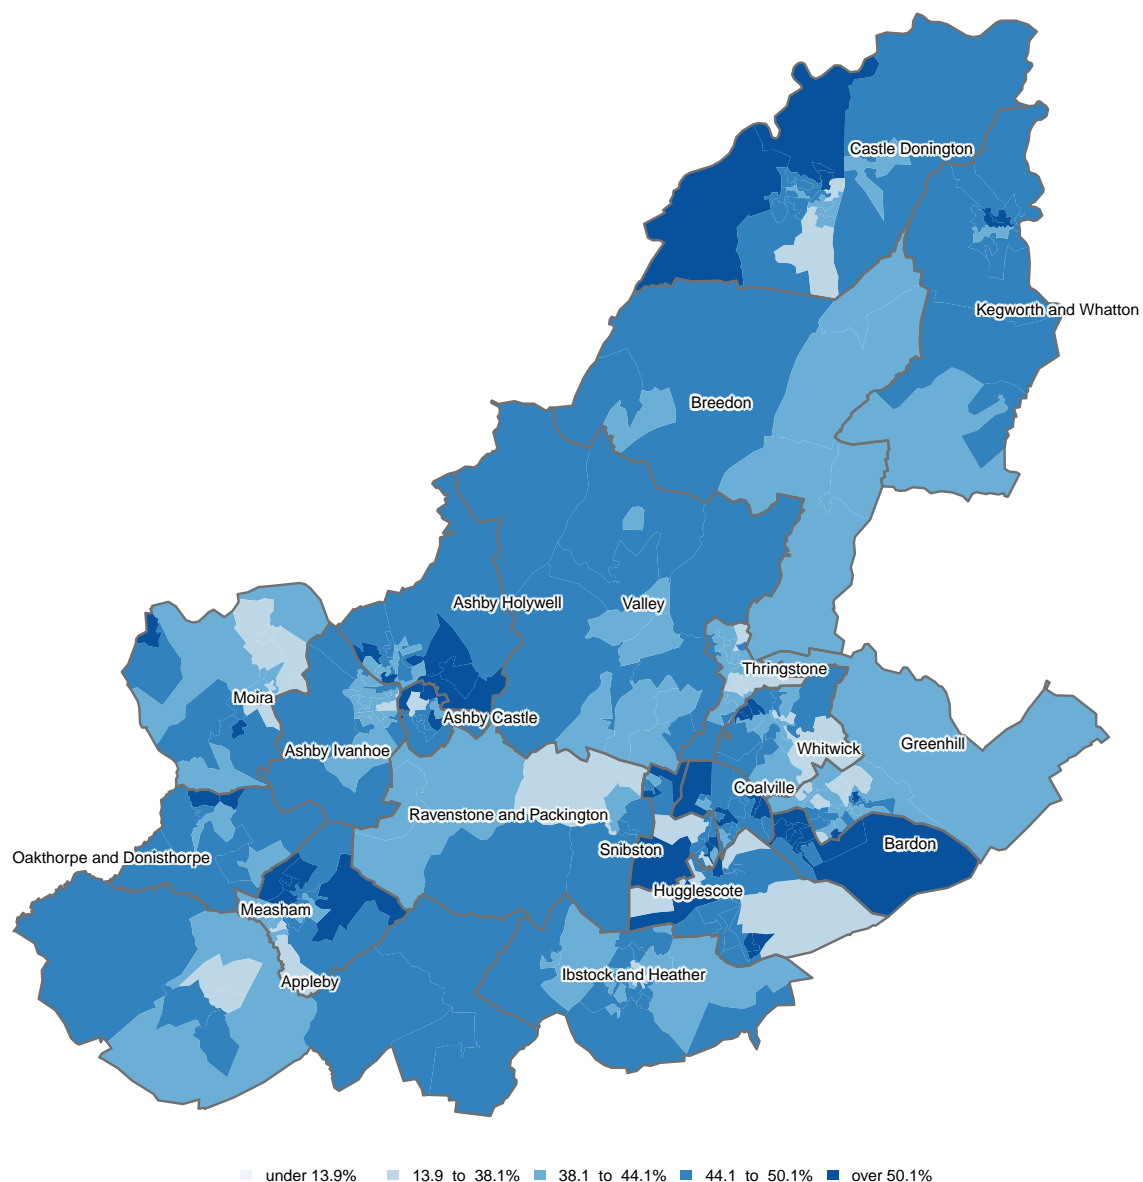 Castle Donington
Kegworth and Whatton
Breedon
Ashby Holywell
Valley
Thringstone
Moira
Ashby Castle
Ashby Ivanhoe
Whitwick
Greenhill
Coalville
Ravenstone and Packington
Bardon
Snibston
Oakthorpe and Donisthorpe
Hugglescote
Measham
Ibstock and Heather
Appleby
under 13.9% 13.9 to 38.1% 38.1 to 44.1% 44.1 to 50.1% over 50.1%